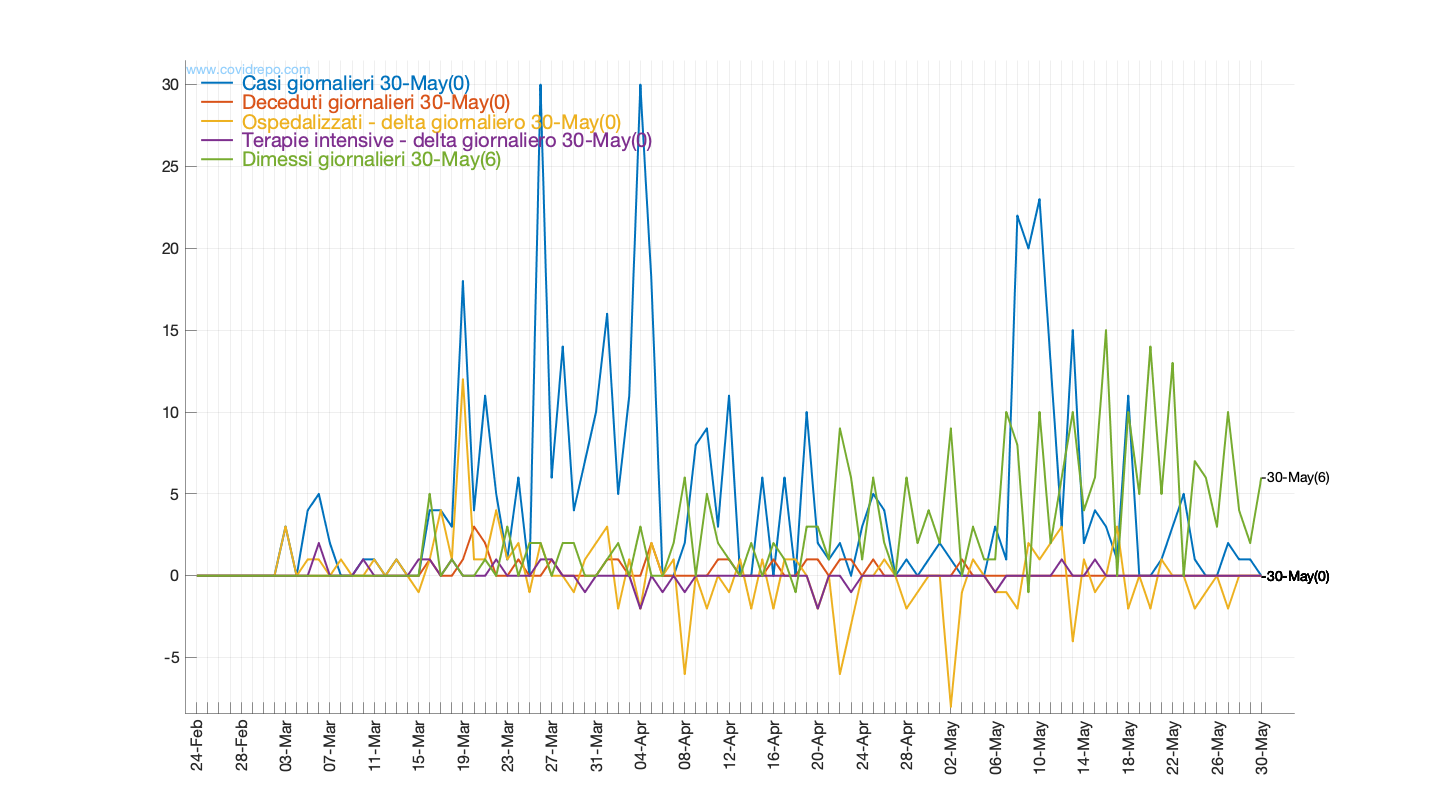 www.covidrepo.com
30
Casi giornalieri 30-May(0)
Deceduti giornalieri 30-May(0)
Ospedalizzati - delta giornaliero 30-May(0)
Terapie intensive - delta giornaliero 30-May(0)
Dimessi giornalieri 30-May(6)
25
20
15
10
5
0
-5
30-May(6)
30-May(0)
24-Feb
28-Feb
03-Mar
07-Mar
11-Mar
15-Mar
19-Mar
23-Mar
27-Mar
31-Mar
04-Apr
08-Apr
12-Apr
16-Apr
20-Apr
24-Apr
28-Apr
02-May
06-May
10-May
14-May
18-May
22-May
26-May
30-May